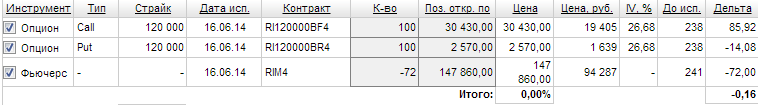 Инструмент Тип Страйк Дата исп. Контракт К-во Поз. откр. по Цена Цена, руб. IV, % До исп. Дельта
Опцион Call 120 000 16.06.14 RI120000BF4 100 30 430,00 30 430,00 19 405 26,68 238 85,92
Опцион Put 120 000 16.06.14 RI120000BR4 100 2 570,00 2 570,00 1 639 26,68 238 -14,08
Фьючерс - - 16.06.14 RIM4 -72 147 860,00 147 860,00 94 287 - 241 -72,00
Итого: 0,00% -0,16